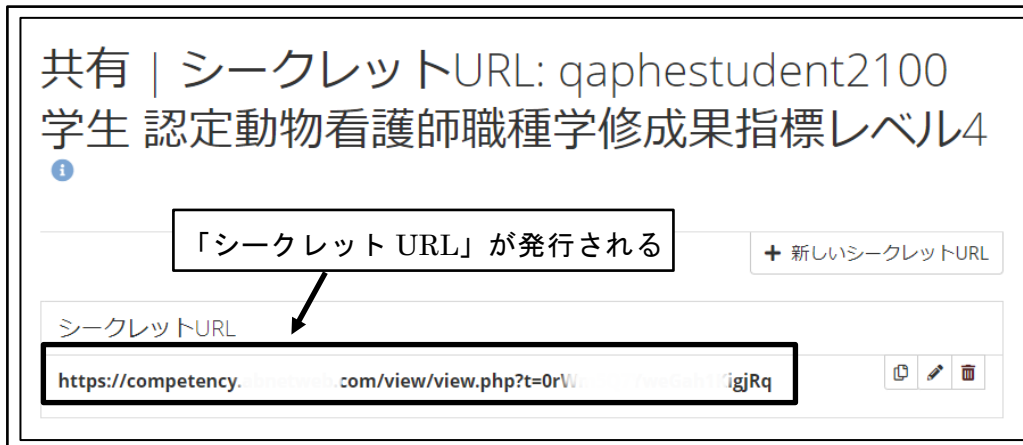 共有 | シークレットURL: qaphestudent2100
学生 認定動物看護師職種学修成果指標レベル4
「シークレット URL」が発行される
+ 新しいシークレットURL
シークレットURL
https://competency. .com/view/view.php?t=0rW igjRq